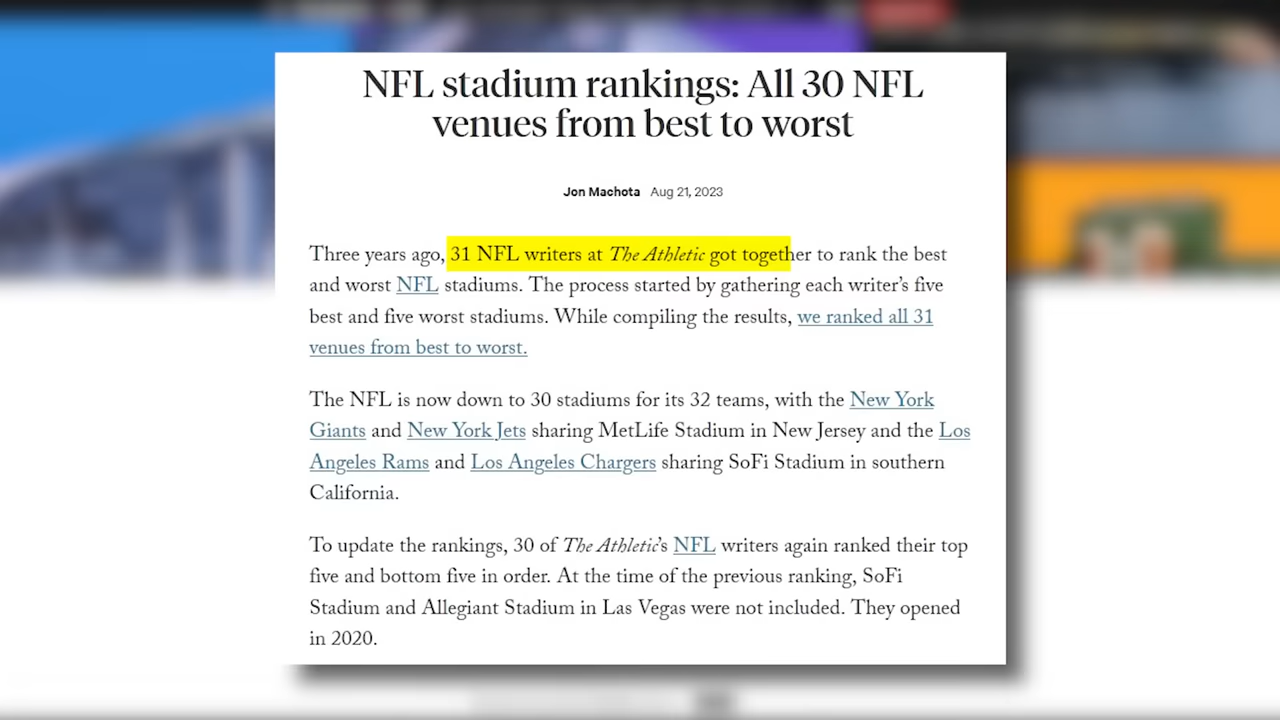 NFL stadium rankings: All 30 NFL
venues from best to worst
Jon Machota Aug 21, 2023
Three years ago, 31 NFL writers at The Athletic got together to rank the best
and worst NFL stadiums. The process started by gathering each writer’s five
best and five worst stadiums. While compiling the results, we ranked all 31
venues from best to worst.
The NFL is now down to 30 stadiums for its 32 teams, with the New York
Giants and New York Jets sharing MetLife Stadium in New Jersey and the Los
Angeles Rams and Los Angeles Chargers sharing SoFi Stadium in southern
California.
To update the rankings, 30 of The Athletic’s NFL writers again ranked their top
five and bottom five in order. At the time of the previous ranking, SoFi
Stadium and Allegiant Stadium in Las Vegas were not included. They opened
in 2020.